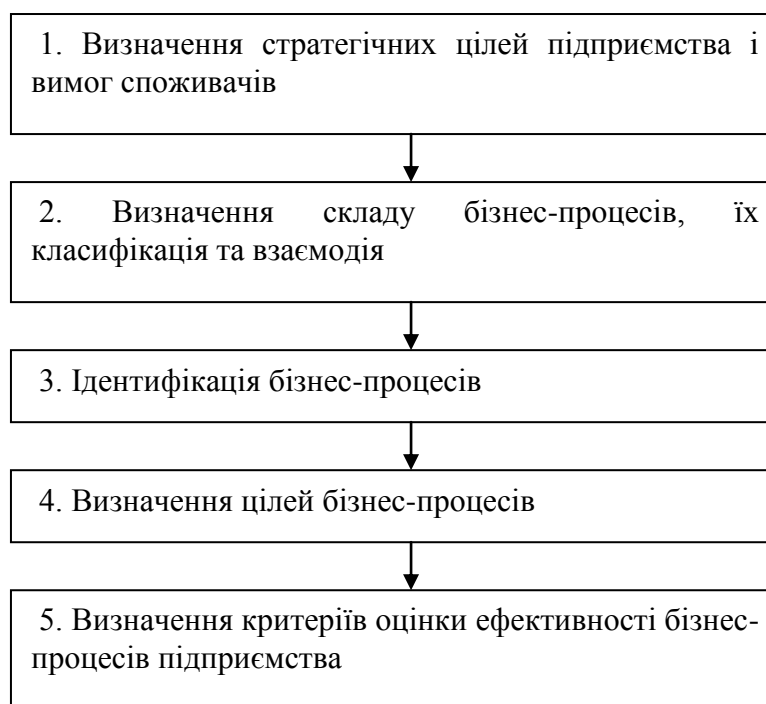 1. Визначення стратегічних цілей підприємства і
вимог споживачів
2. Визначення складу бізнес-процесів, їх
класифікація та взаємодія
3. Ідентифікація бізнес-процесів
4. Визначення цілей бізнес-процесів
5. Визначення критеріїв оцінки ефективності бізнес-
процесів підприємства